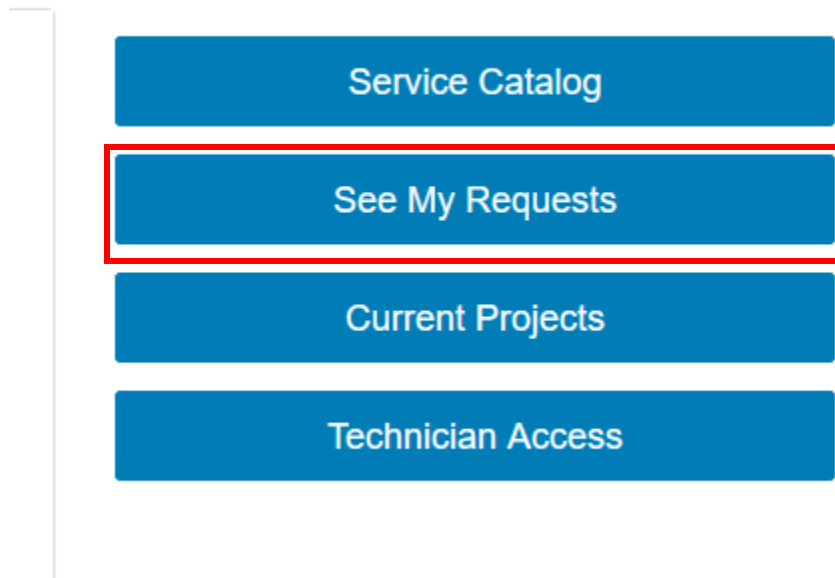 Service Catalog
See My Requests
Current Projects
Technician Access